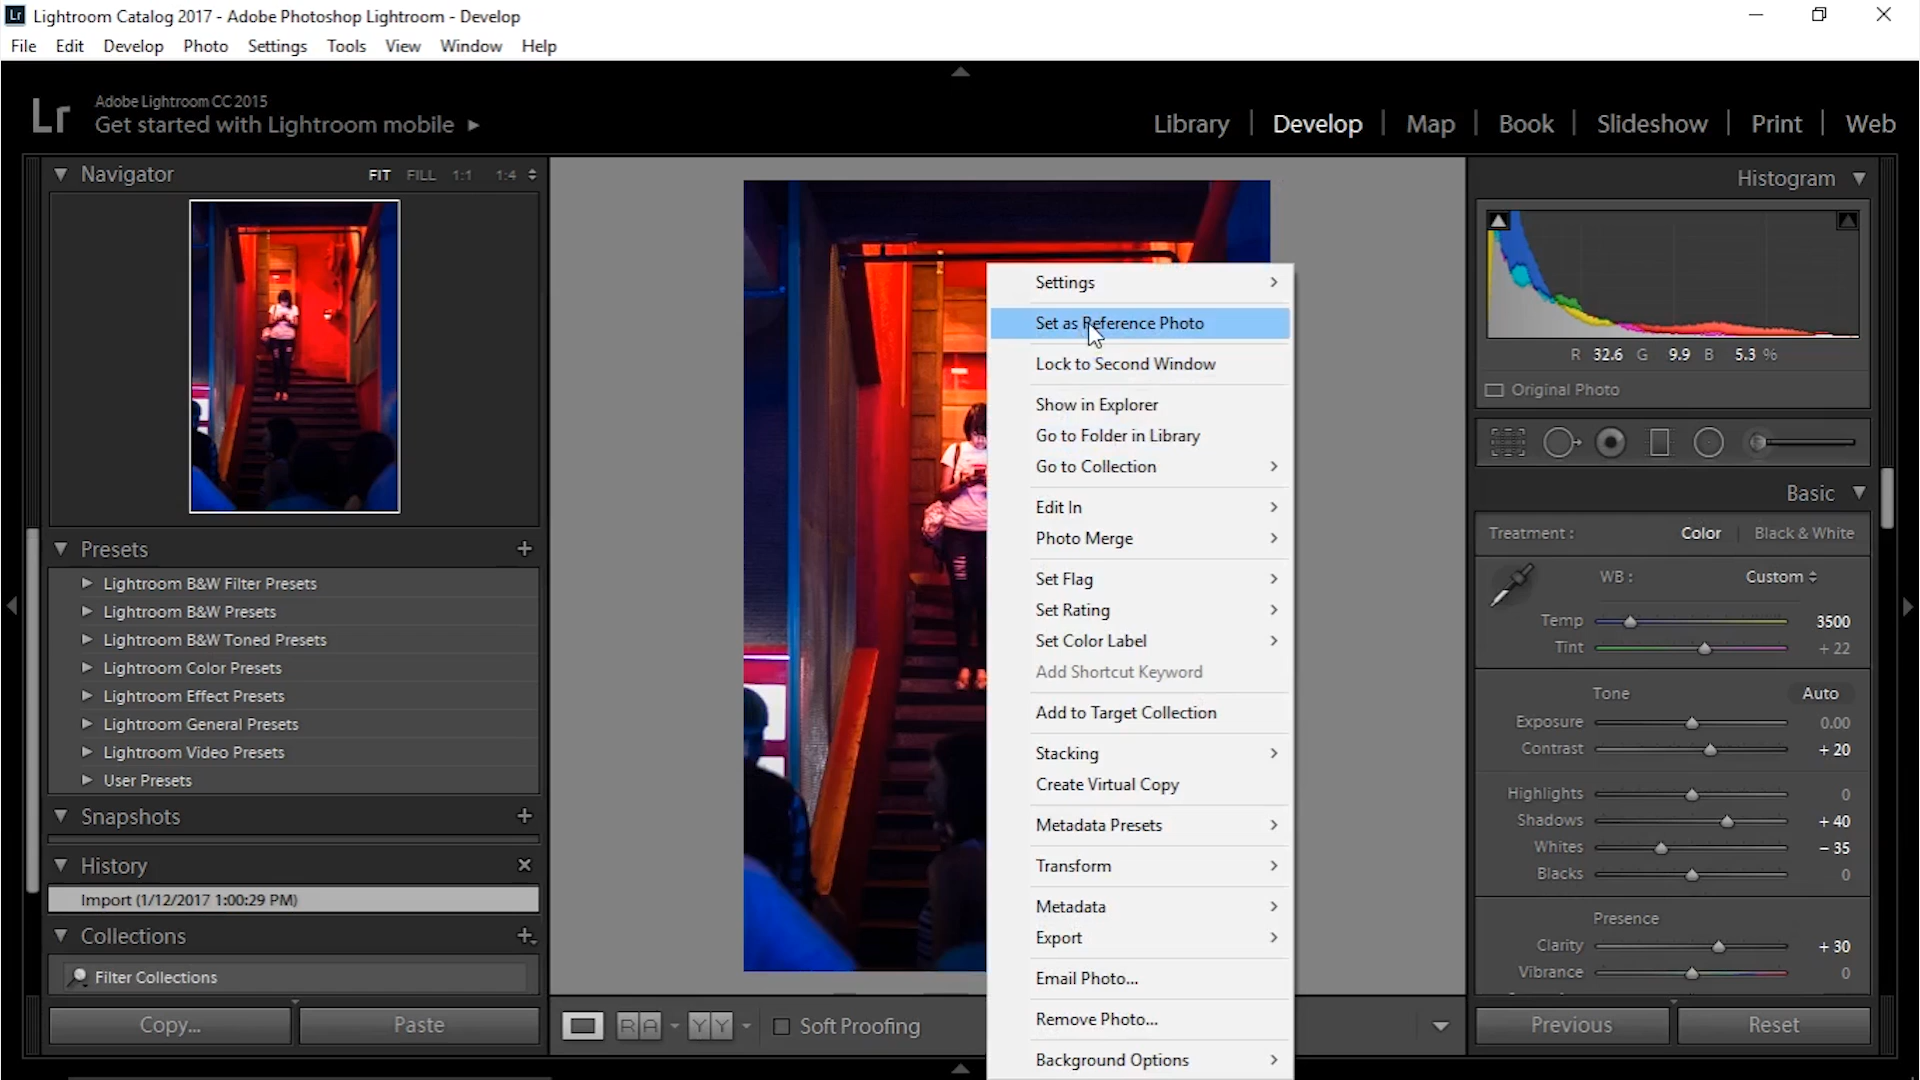 Lr Lightroom Catalog 2017 - Adobe Photoshop Lightroom - Develop
File Edit Develop Photo Settings Tools View Window Help
Lr Adobe Lightroom CC 2015
Get started with Lightroom mobile
Library | Develop | Map | Book | Slideshow | Print | Web
Navigator FIT FILL 1:1 1:4
Presets
Lightroom B&W Filter Presets
Lightroom B&W Presets
Lightroom B&W Toned Presets
Lightroom Color Presets
Lightroom Effect Presets
Lightroom General Presets
Lightroom Video Presets
User Presets
Snapshots
History
Import (1/12/2017 1:00:29 PM)
Collections
Filter Collections
Copy... Paste
Settings
Set as Reference Photo
Lock to Second Window
Show in Explorer
Go to Folder in Library
Go to Collection
Edit In
Photo Merge
Set Flag
Set Rating
Set Color Label
Add Shortcut Keyword
Add to Target Collection
Stacking
Create Virtual Copy
Metadata Presets
Transform
Metadata
Export
Email Photo...
Remove Photo...
Background Options
R A Y Y Soft Proofing
Histogram
R 32.6 G 9.9 B 5.3 %
Original Photo
Basic
Treatment : Color | Black & White
WB : Custom
Temp 3500
Tint + 22
Tone Auto
Exposure 0.00
Contrast + 20
Highlights 0
Shadows + 40
Whites – 35
Blacks 0
Presence
Clarity + 30
Vibrance 0
Previous Reset